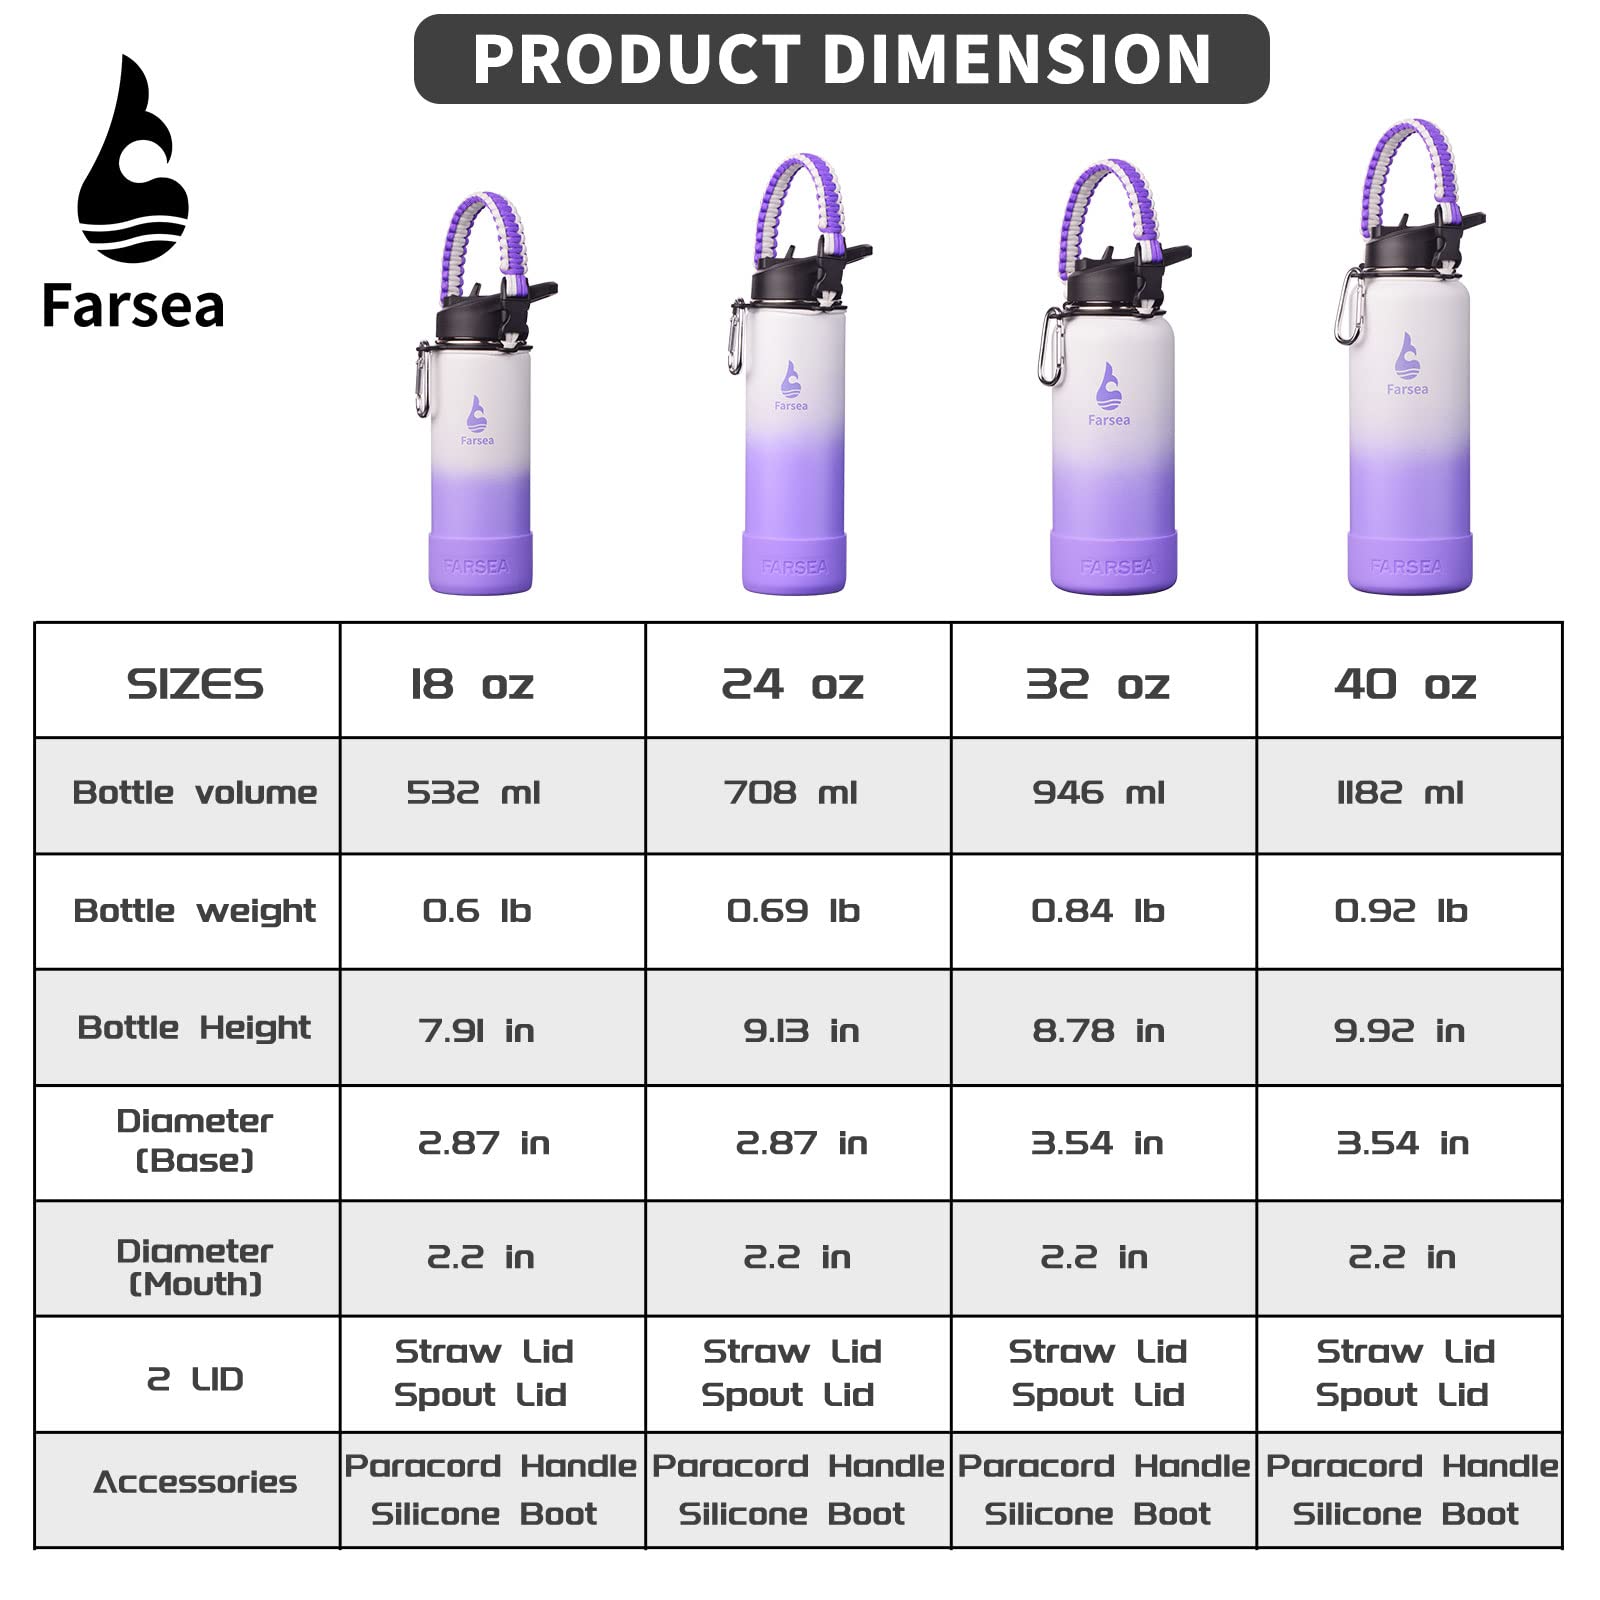 PRODUCT DIMENSION
Farsea
Farsea
Farsea
Farsea
Farsea
FARSEA
FARSEA
FARSEA
FARSEA
SIZES 18 oz 24 oz 32 oz 40 oz
Bottle volume 532 ml 708 ml 946 ml 1182 ml
Bottle weight 0.6 lb 0.69 lb 0.84 lb 0.92 lb
Bottle Height 7.91 in 9.13 in 8.78 in 9.92 in
Diameter
(Base) 2.87 in 2.87 in 3.54 in 3.54 in
Diameter
(Mouth) 2.2 in 2.2 in 2.2 in 2.2 in
2 LID
Straw Lid Straw Lid Straw Lid Straw Lid
Spout Lid Spout Lid Spout Lid Spout Lid
Accessories
Paracord Handle Paracord Handle Paracord Handle Paracord Handle
Silicone Boot Silicone Boot Silicone Boot Silicone Boot